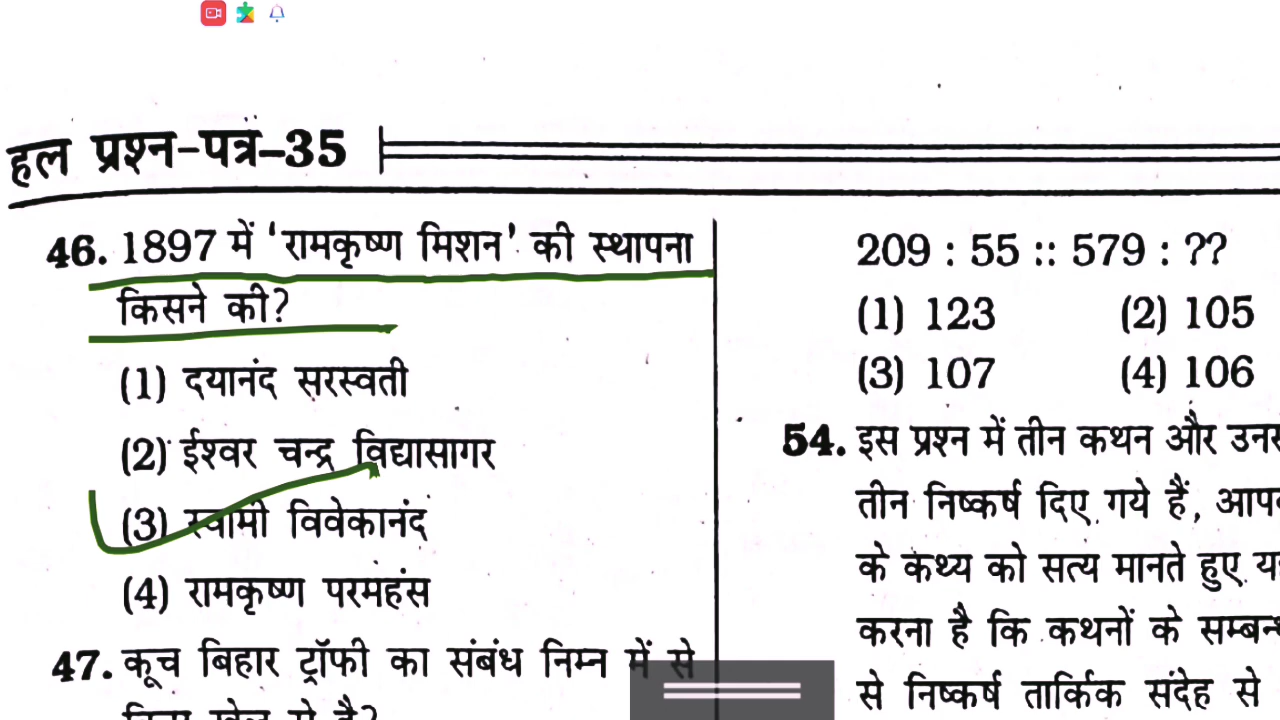 हल प्रश्न-पत्र-35
46. 1897 में 'रामकृष्ण मिशन' की स्थापना
किसने की?
(1) दयानंद सरस्वती
(2) ईश्वर चन्द्र विद्यासागर
(3) स्वामी विवेकानंद
(4) रामकृष्ण परमहंस
47. कूच बिहार ट्रॉफी का संबंध निम्न में से
209 : 55 :: 579 : ??
(1) 123 (2) 105
(3) 107 (4) 106
54. इस प्रश्न में तीन कथन और
तीन निष्कर्ष दिए गये हैं,
के कथ्य को सत्य मानते हुए
करना है कि कथनों के
से निष्कर्ष तार्किक संदेह से